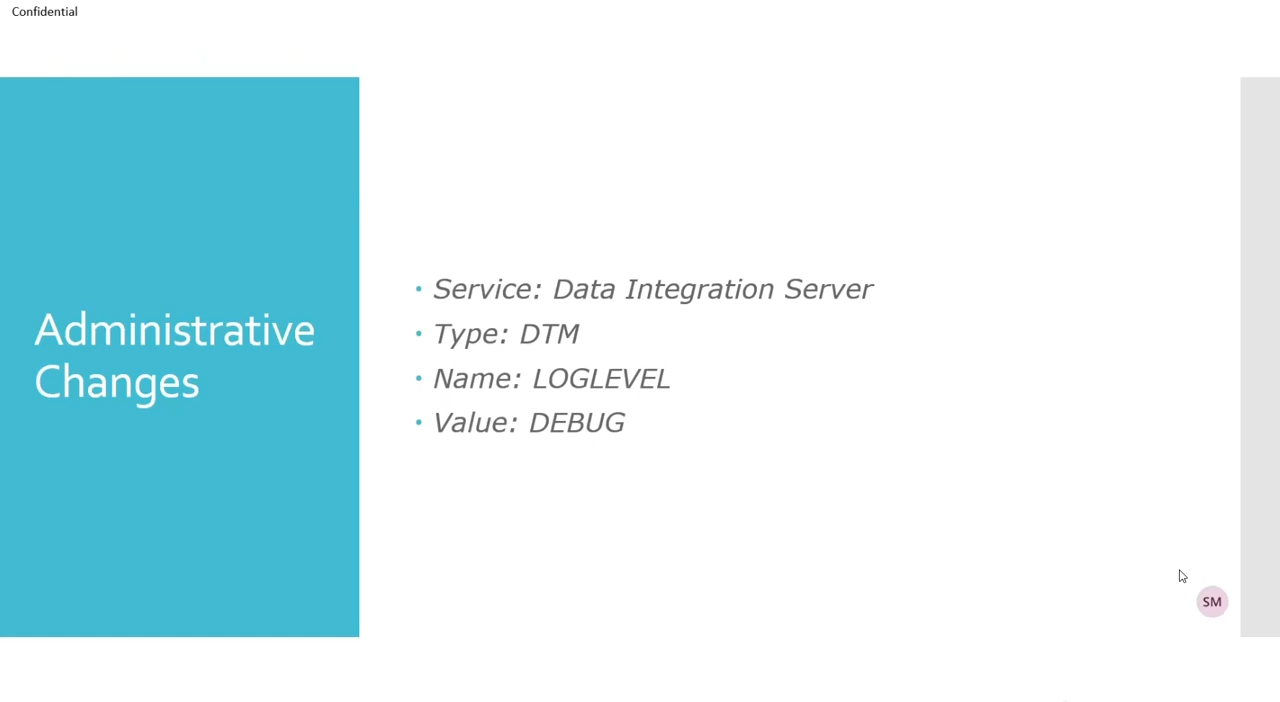 Confidential
Administrative
Changes
• Service: Data Integration Server
• Type: DTM
• Name: LOGLEVEL
• Value: DEBUG
SM